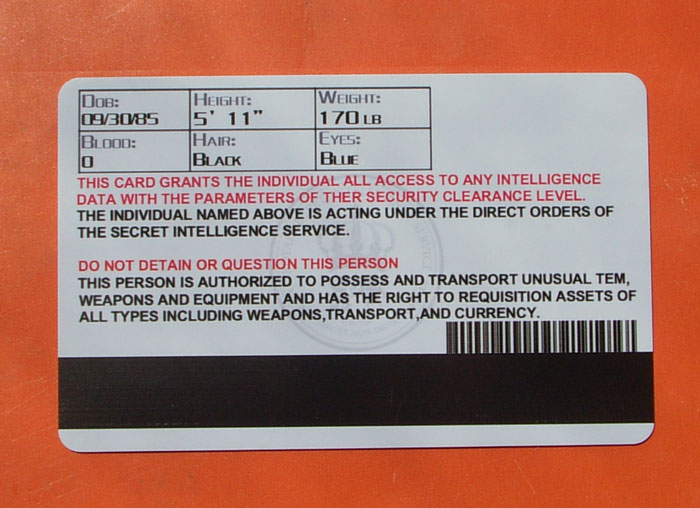 DOB: HEIGHT: WEIGHT:
09/30/85 5' 11" 170 LB
BLOOD: HAIR: EYES:
O BLACK BLUE
THIS CARD GRANTS THE INDIVIDUAL ALL ACCESS TO ANY INTELLIGENCE
DATA WITH THE PARAMETERS OF THER SECURITY CLEARANCE LEVEL.
THE INDIVIDUAL NAMED ABOVE IS ACTING UNDER THE DIRECT ORDERS OF
THE SECRET INTELLIGENCE SERVICE.
DO NOT DETAIN OR QUESTION THIS PERSON
THIS PERSON IS AUTHORIZED TO POSSESS AND TRANSPORT UNUSUAL TEM,
WEAPONS AND EQUIPMENT AND HAS THE RIGHT TO REQUISITION ASSETS OF
ALL TYPES INCLUDING WEAPONS,TRANSPORT,AND CURRENCY.